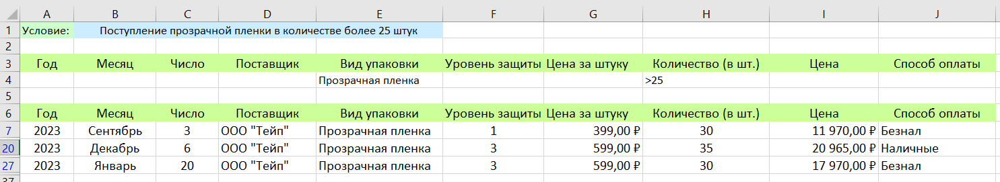 A B C D E F G H I J
1 Условие: Поступление прозрачной пленки в количестве более 25 штук
2
3 Год Месяц Число Поставщик Вид упаковки Уровень защиты Цена за штуку Количество (в шт.) Цена Способ оплаты
4 Прозрачная пленка >25
5
6 Год Месяц Число Поставщик Вид упаковки Уровень защиты Цена за штуку Количество (в шт.) Цена Способ оплаты
7 2023 Сентябрь 3 ООО "Тейп" Прозрачная пленка 1 399,00 ₽ 30 11 970,00 ₽ Безнал
20 2023 Декабрь 6 ООО "Тейп" Прозрачная пленка 3 599,00 ₽ 35 20 965,00 ₽ Наличные
27 2023 Январь 20 ООО "Тейп" Прозрачная пленка 3 599,00 ₽ 30 17 970,00 ₽ Безнал
37